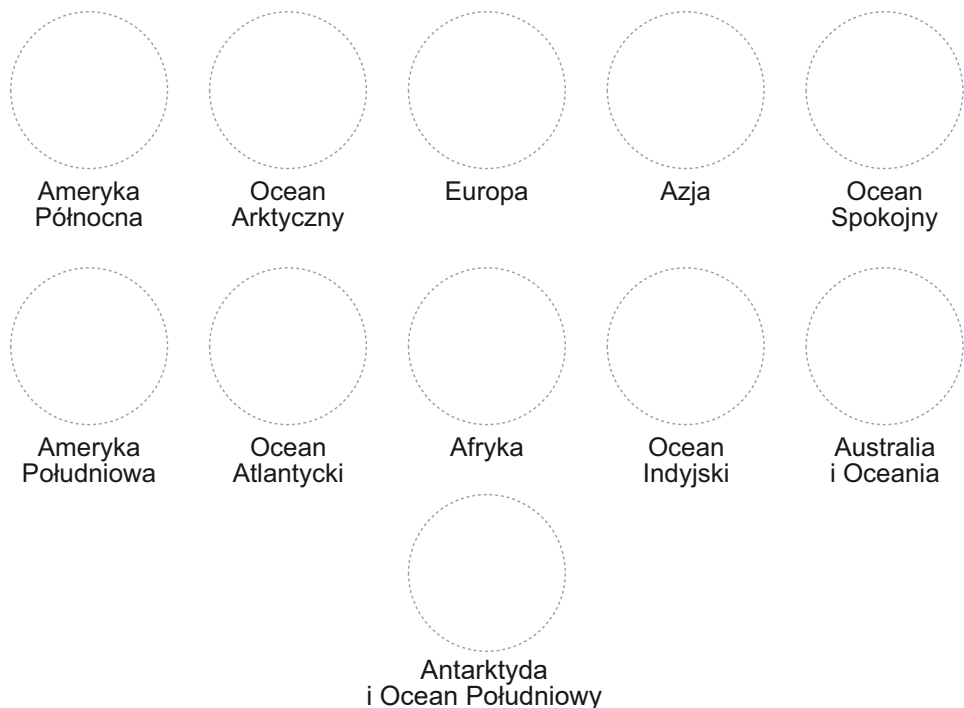 Ameryka
Północna
Ocean
Arktyczny
Europa
Azja
Ocean
Spokojny
Ameryka
Południowa
Ocean
Atlantycki
Afryka
Ocean
Indyjski
Australia
i Oceania
Antarktyda
i Ocean Południowy